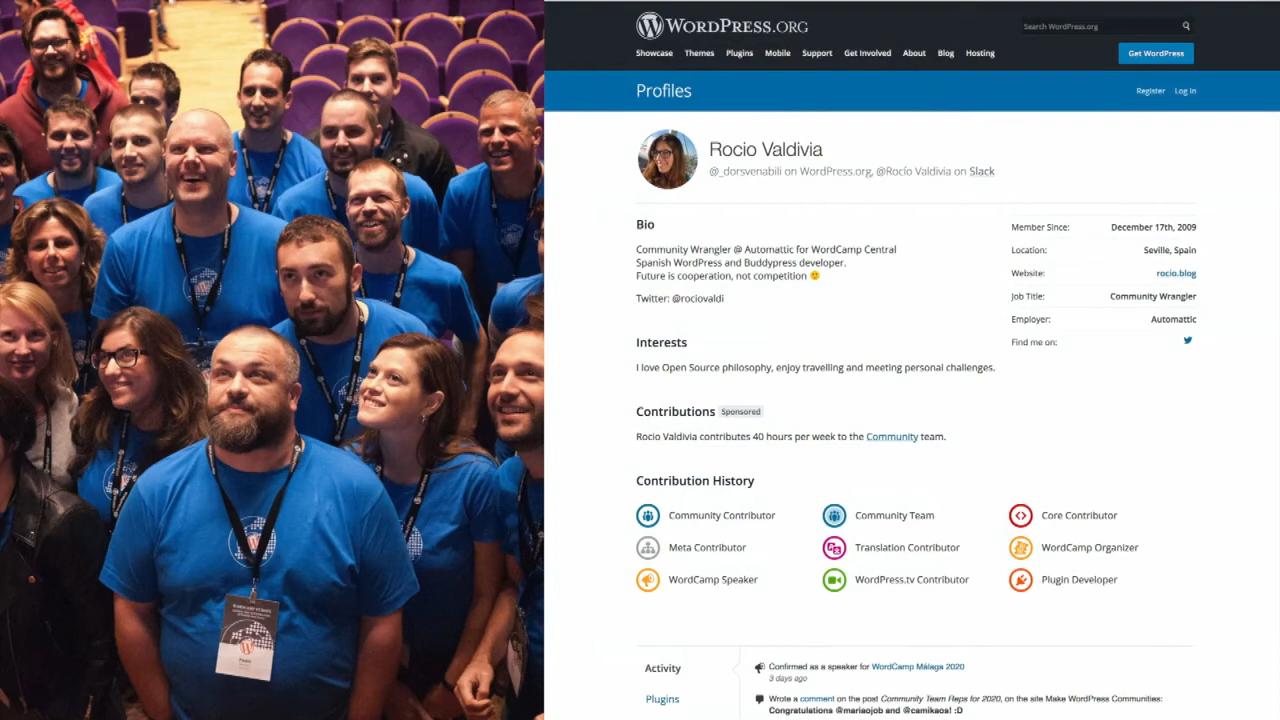 WORDPRESS.ORG
Search WordPress.org
Showcase Themes Plugins Mobile Support Get Involved About Blog Hosting
Get WordPress
Profiles
Register Log In
Rocio Valdivia
@_dorsvenabili on WordPress.org, @Rocío Valdivia on Slack
Bio
Community Wrangler @ Automattic for WordCamp Central
Spanish WordPress and Buddypress developer.
Future is cooperation, not competition 🙂
Twitter: @rociovaldi
Member Since: December 17th, 2009
Location: Seville, Spain
Website: rocio.blog
Job Title: Community Wrangler
Employer: Automattic
Find me on:
Interests
I love Open Source philosophy, enjoy travelling and meeting personal challenges.
Contributions Sponsored
Rocio Valdivia contributes 40 hours per week to the Community team.
Contribution History
Community Contributor Community Team Core Contributor
Meta Contributor Translation Contributor WordCamp Organizer
WordCamp Speaker WordPress.tv Contributor Plugin Developer
Activity
Plugins
Confirmed as a speaker for WordCamp Málaga 2020
3 days ago
Wrote a comment on the post Community Team Reps for 2020, on the site Make WordPress Communities:
Congratulations @mariaojob and @camikaos! :D